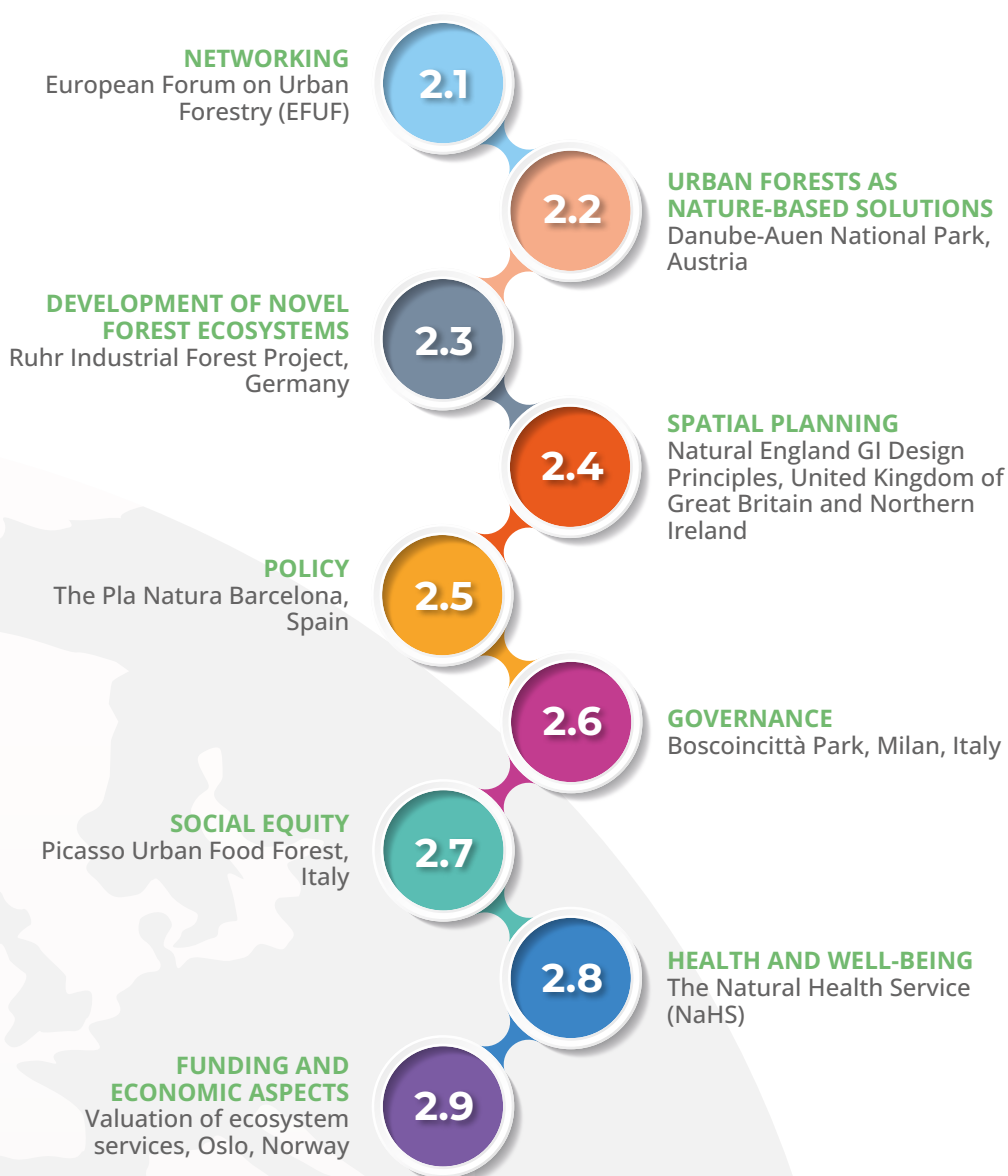 NETWORKING
European Forum on Urban
Forestry (EFUF)
2.1
2.2
URBAN FORESTS AS
NATURE-BASED SOLUTIONS
Danube-Auen National Park,
Austria
DEVELOPMENT OF NOVEL
FOREST ECOSYSTEMS
Ruhr Industrial Forest Project,
Germany
2.3
2.4
SPATIAL PLANNING
Natural England GI Design
Principles, United Kingdom of
Great Britain and Northern
Ireland
POLICY
The Pla Natura Barcelona,
Spain
2.5
2.6
GOVERNANCE
Boscoincittà Park, Milan, Italy
SOCIAL EQUITY
Picasso Urban Food Forest,
Italy
2.7
2.8
HEALTH AND WELL-BEING
The Natural Health Service
(NaHS)
FUNDING AND
ECONOMIC ASPECTS
Valuation of ecosystem
services, Oslo, Norway
2.9